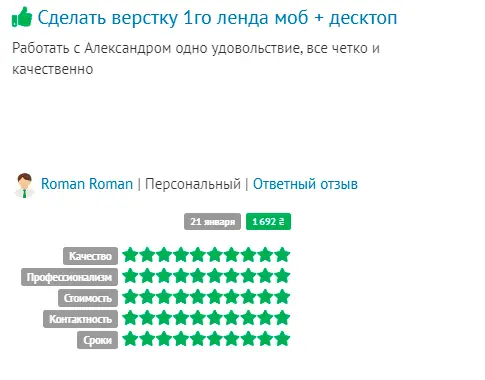 Сделать верстку 1го ленда моб + десктоп
Работать с Александром одно удовольствие, все четко и
качественно
Roman Roman | Персональный | Ответный отзыв
21 января 1 692 ₴
Качество
Профессионализм
Стоимость
Контактность
Сроки